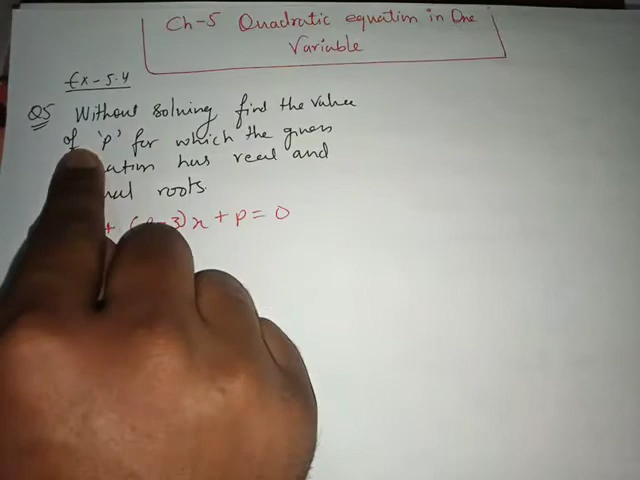 Ch-5 Quadratic equation in One
Variable
Ex-5.4
Q5 Without solving find the value
of 'p' for which the given
has real and
roots.
+ -3)x + p = 0